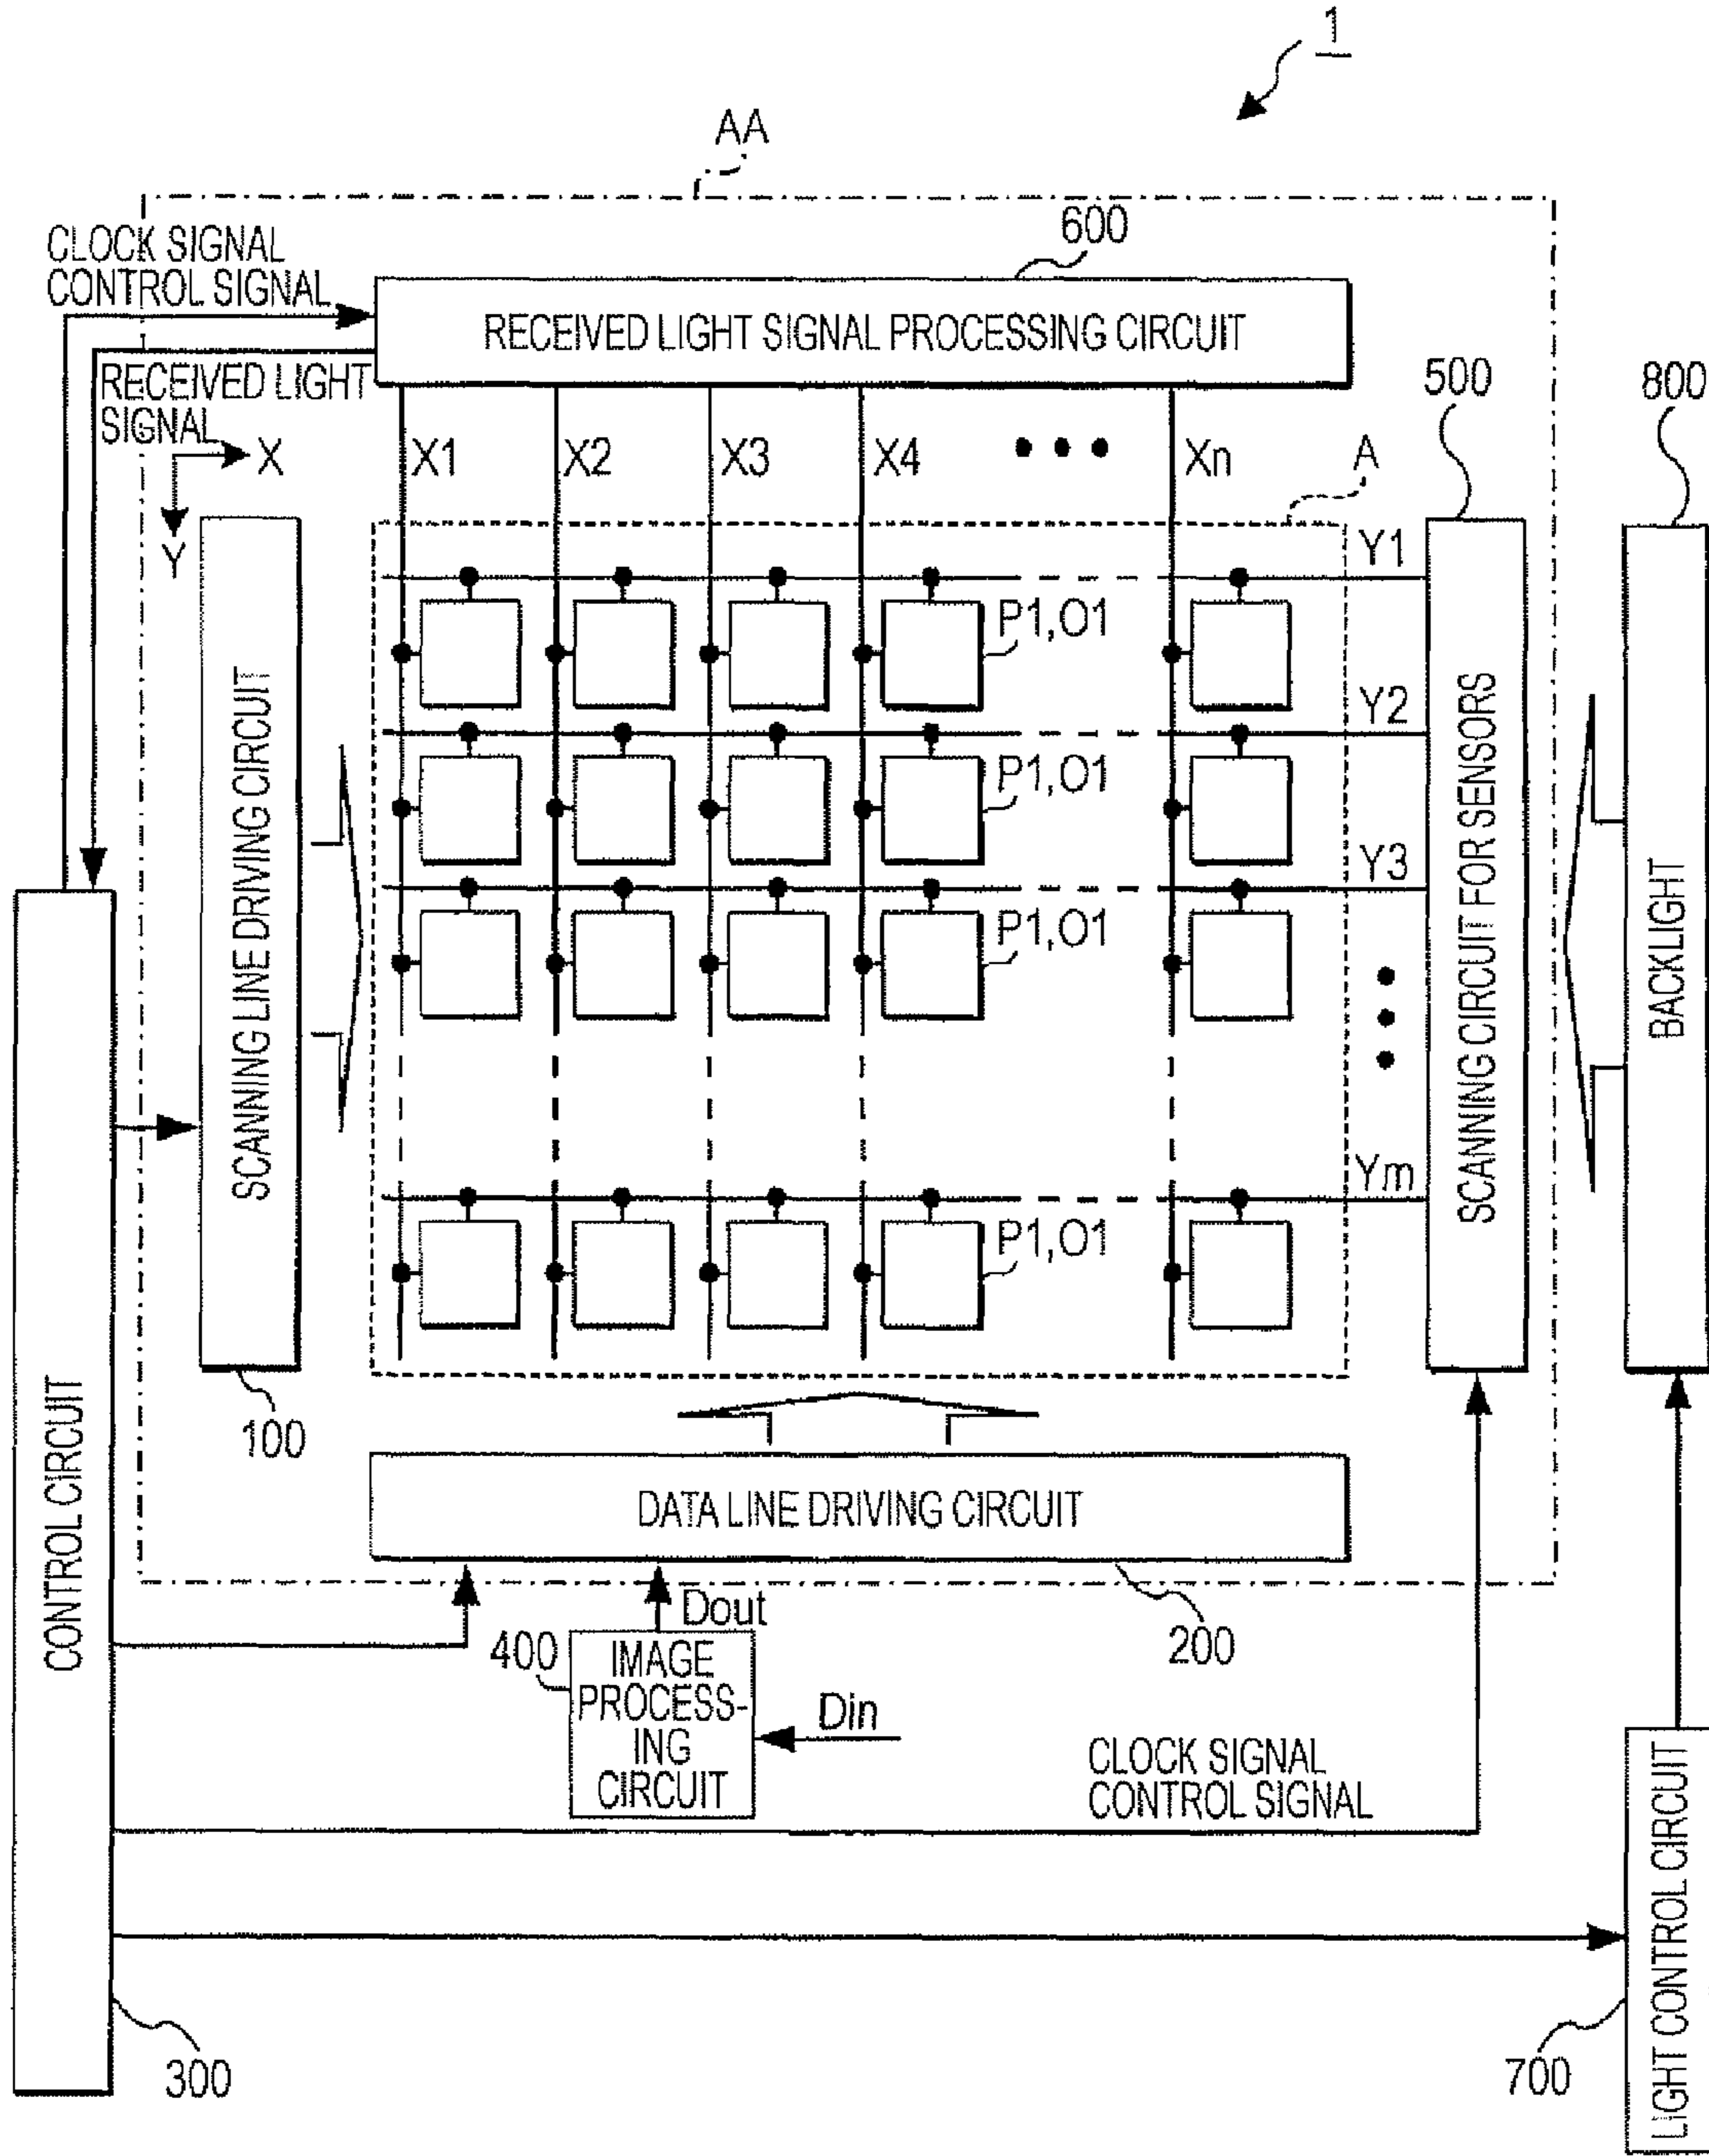 1
AA
CLOCK SIGNAL
CONTROL SIGNAL
600
RECEIVED LIGHT SIGNAL PROCESSING CIRCUIT
RECEIVED LIGHT
SIGNAL
500
800
X
Y
X1
X2
X3
X4
• • •
Xn
A
Y1
P1,O1
Y2
P1,O1
Y3
P1,O1
Ym
P1,O1
SCANNING LINE DRIVING CIRCUIT
100
SCANNING CIRCUIT FOR SENSORS
BACKLIGHT
CONTROL CIRCUIT
300
DATA LINE DRIVING CIRCUIT
200
Dout
400
IMAGE
PROCESS-
ING
CIRCUIT
Din
CLOCK SIGNAL
CONTROL SIGNAL
LIGHT CONTROL CIRCUIT
700